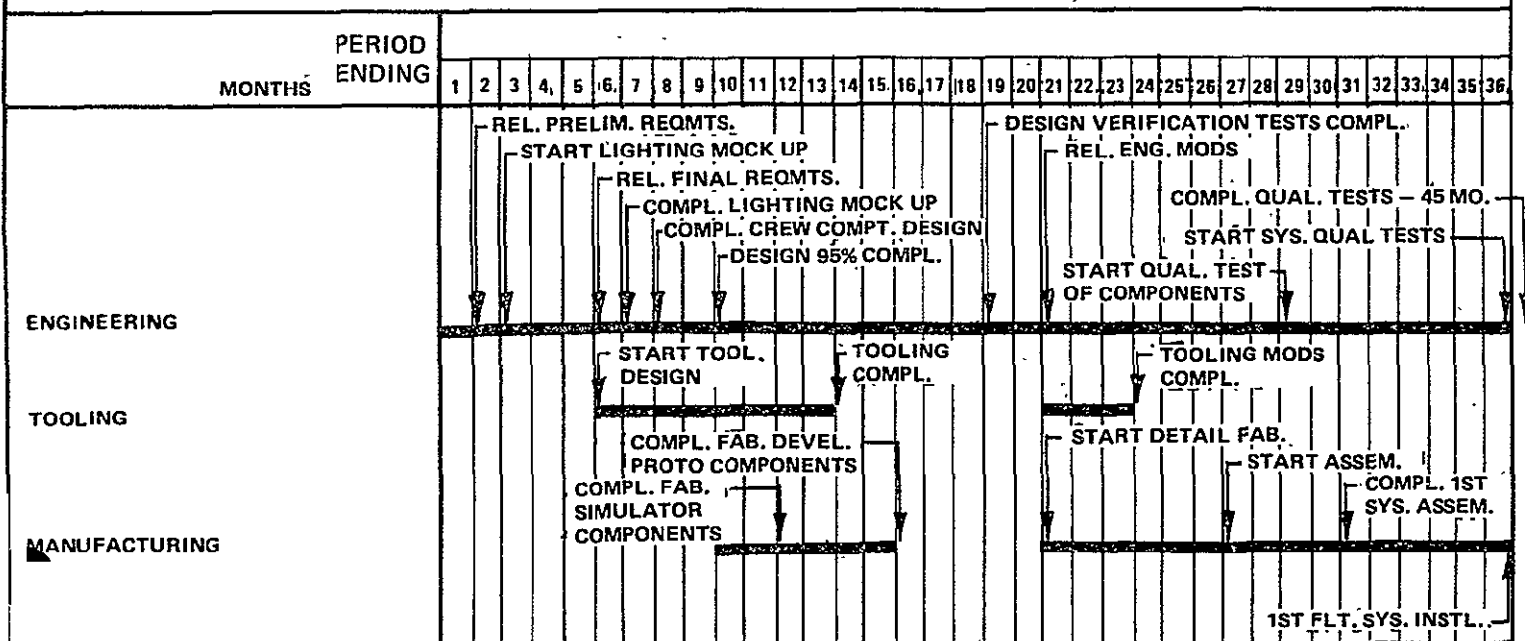 PERIOD
ENDING
MONTHS
1 2 3 4 5 6 7 8 9 10 11 12 13 14 15 16 17 18 19 20 21 22 23 24 25 26 27 28 29 30 31 32 33 34 35 36
REL. PRELIM. REQMTS.
DESIGN VERIFICATION TESTS COMPL.
START LIGHTING MOCK UP
REL. ENG. MODS
REL. FINAL REQMTS.
COMPL. LIGHTING MOCK UP
COMPL. QUAL. TESTS – 45 MO.
COMPL. CREW COMPT. DESIGN
START SYS. QUAL TESTS
DESIGN 95% COMPL.
START QUAL. TEST
OF COMPONENTS
ENGINEERING
START TOOL.
DESIGN
TOOLING
COMPL.
TOOLING MODS
COMPL.
TOOLING
COMPL. FAB. DEVEL.
PROTO COMPONENTS
START DETAIL FAB.
START ASSEM.
COMPL. FAB.
SIMULATOR
COMPONENTS
COMPL. 1ST
SYS. ASSEM.
MANUFACTURING
1ST FLT. SYS. INSTL.